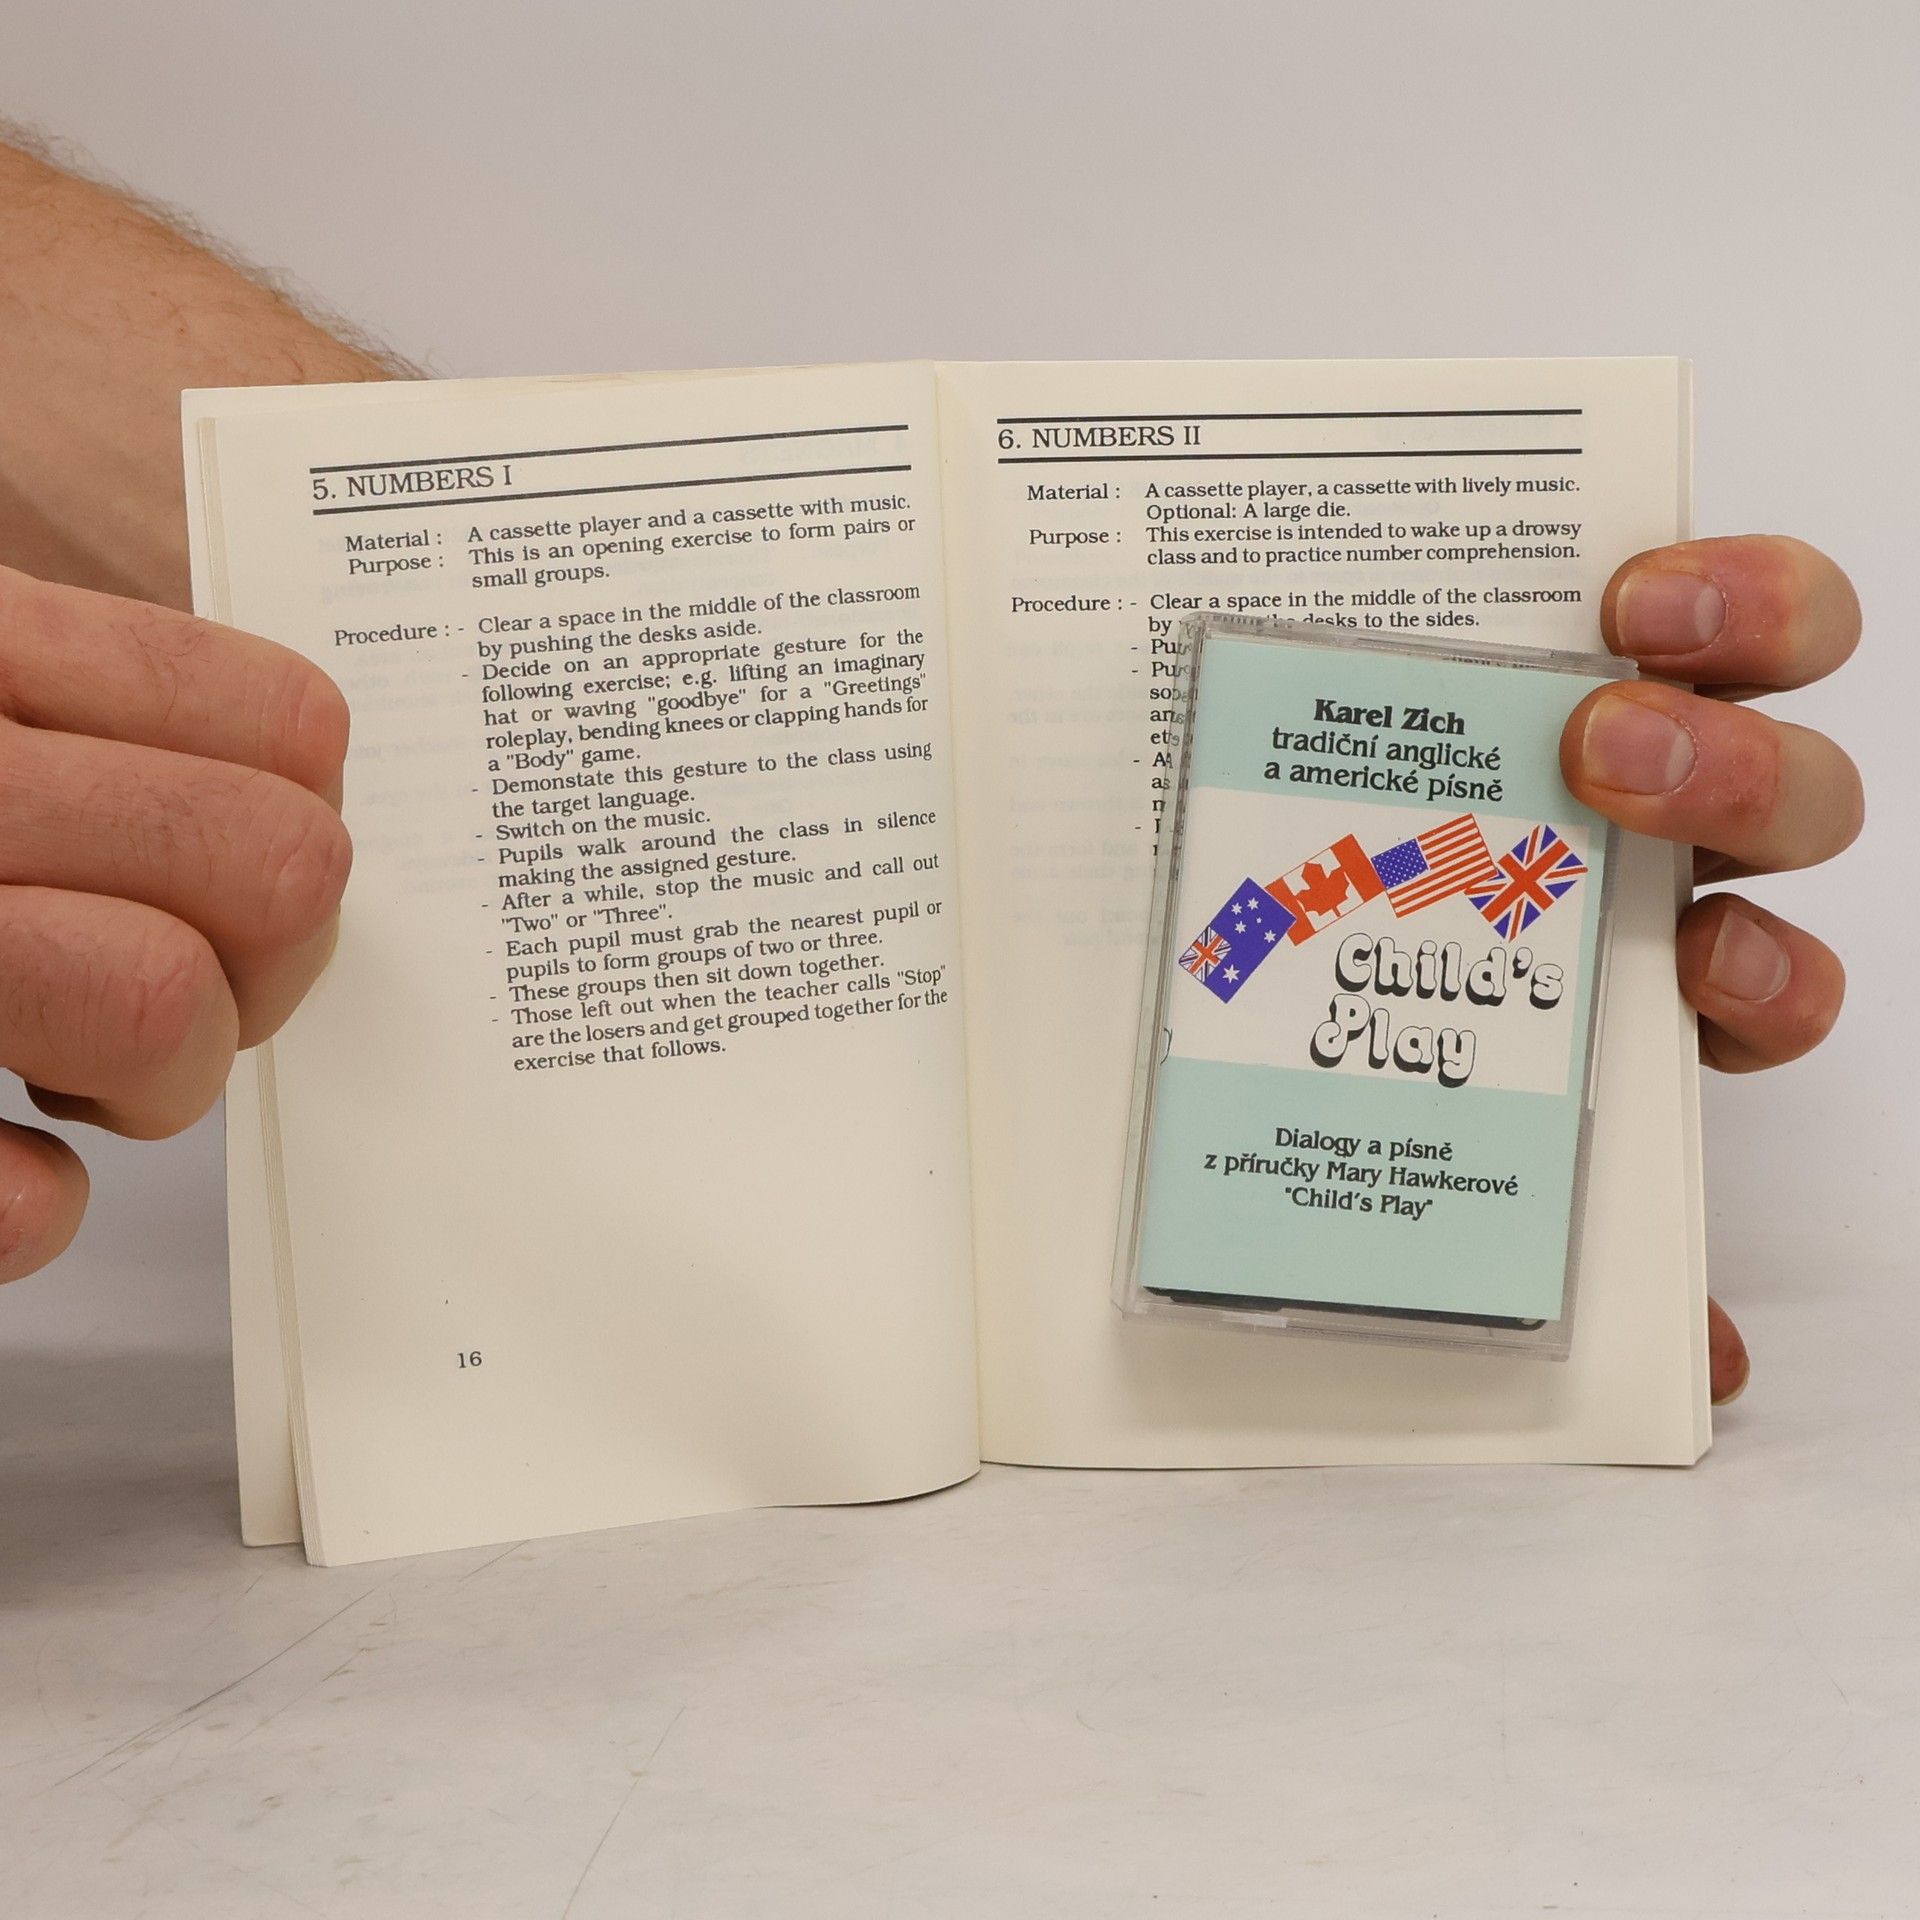 5. NUMBERS I
Material : A cassette player and a cassette with music.
Purpose : This is an opening exercise to form pairs or
small groups.
Procedure : - Clear a space in the middle of the classroom
by pushing the desks aside.
- Decide on an appropriate gesture for the
following exercise; e.g. lifting an imaginary
hat or waving "goodbye" for a "Greetings"
roleplay, bending knees or clapping hands for
a "Body" game.
- Demonstate this gesture to the class using
the target language.
- Switch on the music.
- Pupils walk around the class in silence
making the assigned gesture.
- After a while, stop the music and call out
"Two" or "Three".
- Each pupil must grab the nearest pupil or
pupils to form groups of two or three.
- These groups then sit down together.
- Those left out when the teacher calls "Stop"
are the losers and get grouped together for the
exercise that follows.
16
6. NUMBERS II
Material : A cassette player, a cassette with lively music.
Optional: A large die.
Purpose : This exercise is intended to wake up a drowsy
class and to practice number comprehension.
Procedure : - Clear a space in the middle of the classroom
by desks to the sides.
Karel Zich
tradiční anglické
a americké písně
Child's
Play
Dialogy a písně
z příručky Mary Hawkerové
"Child's Play"